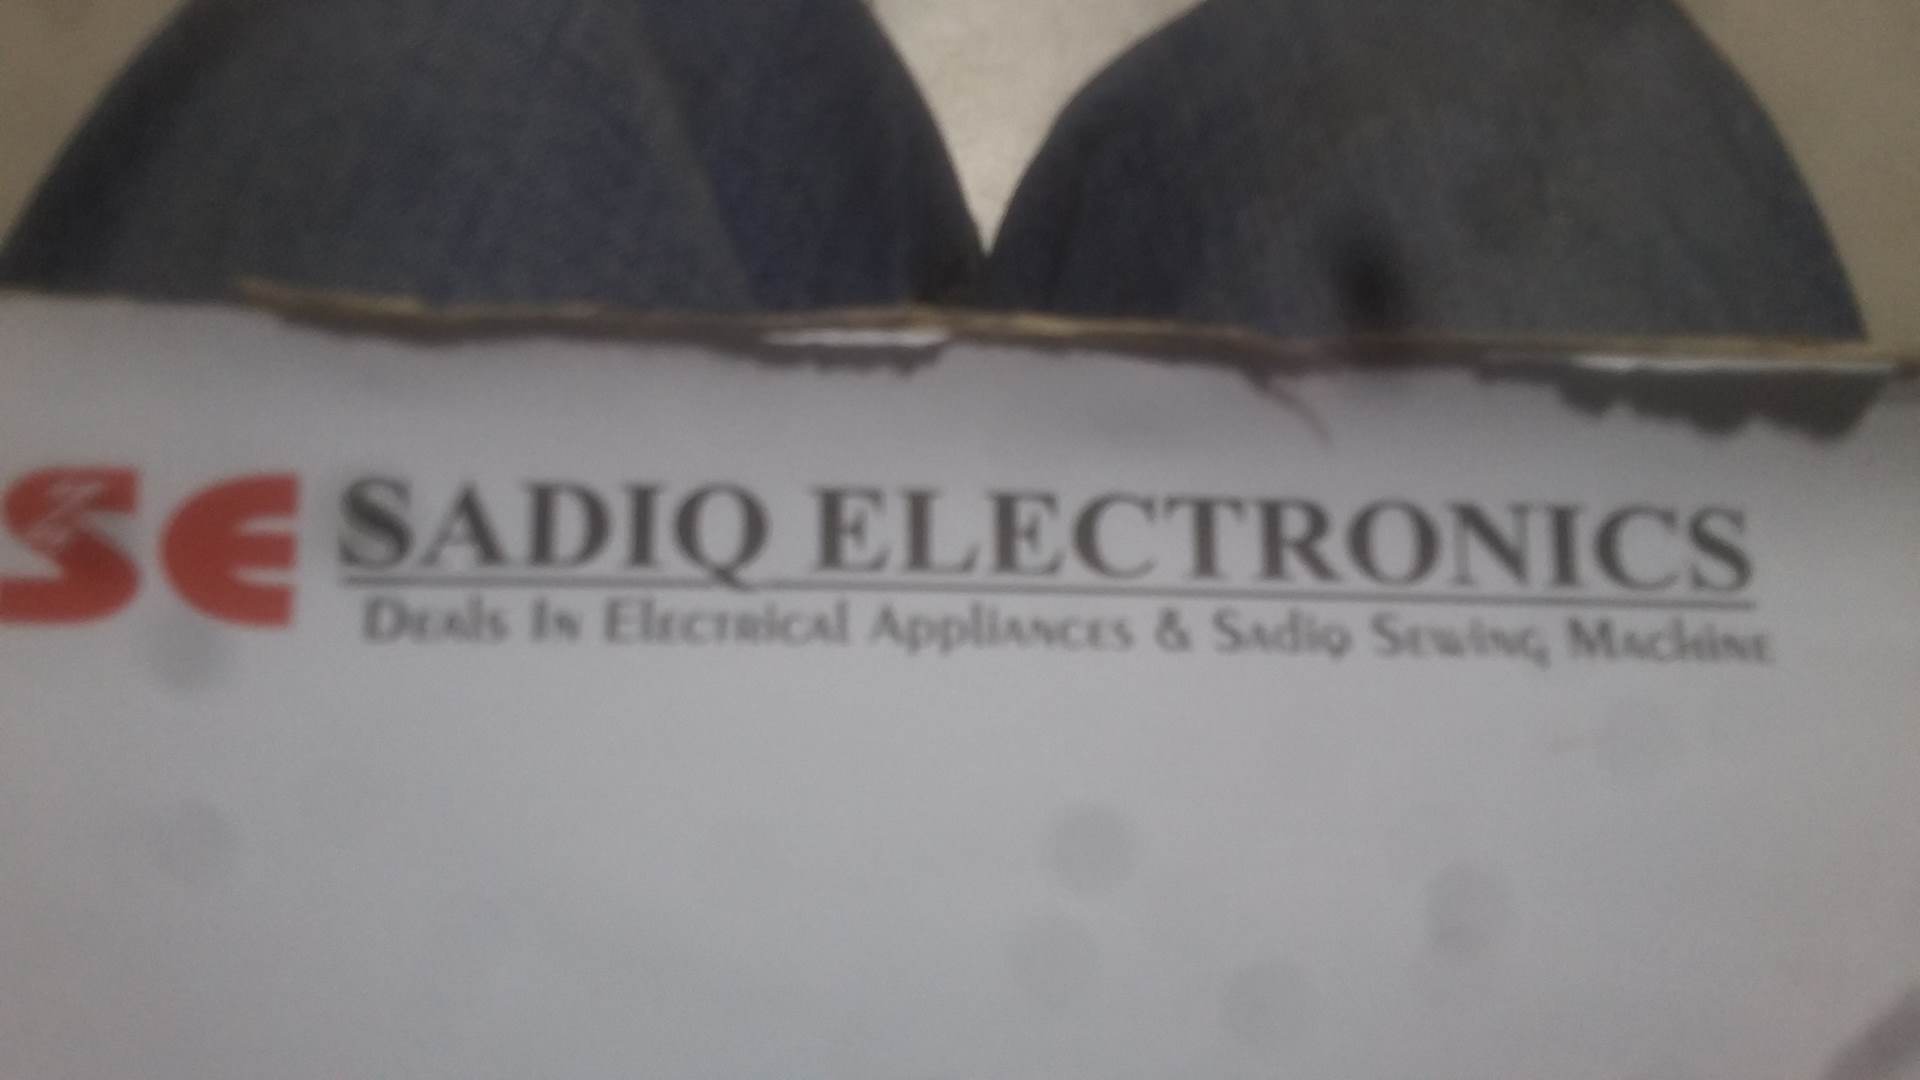 SE SADIQ ELECTRONICS
Deals In Electrical Appliances & Sadiq Sewing Machine